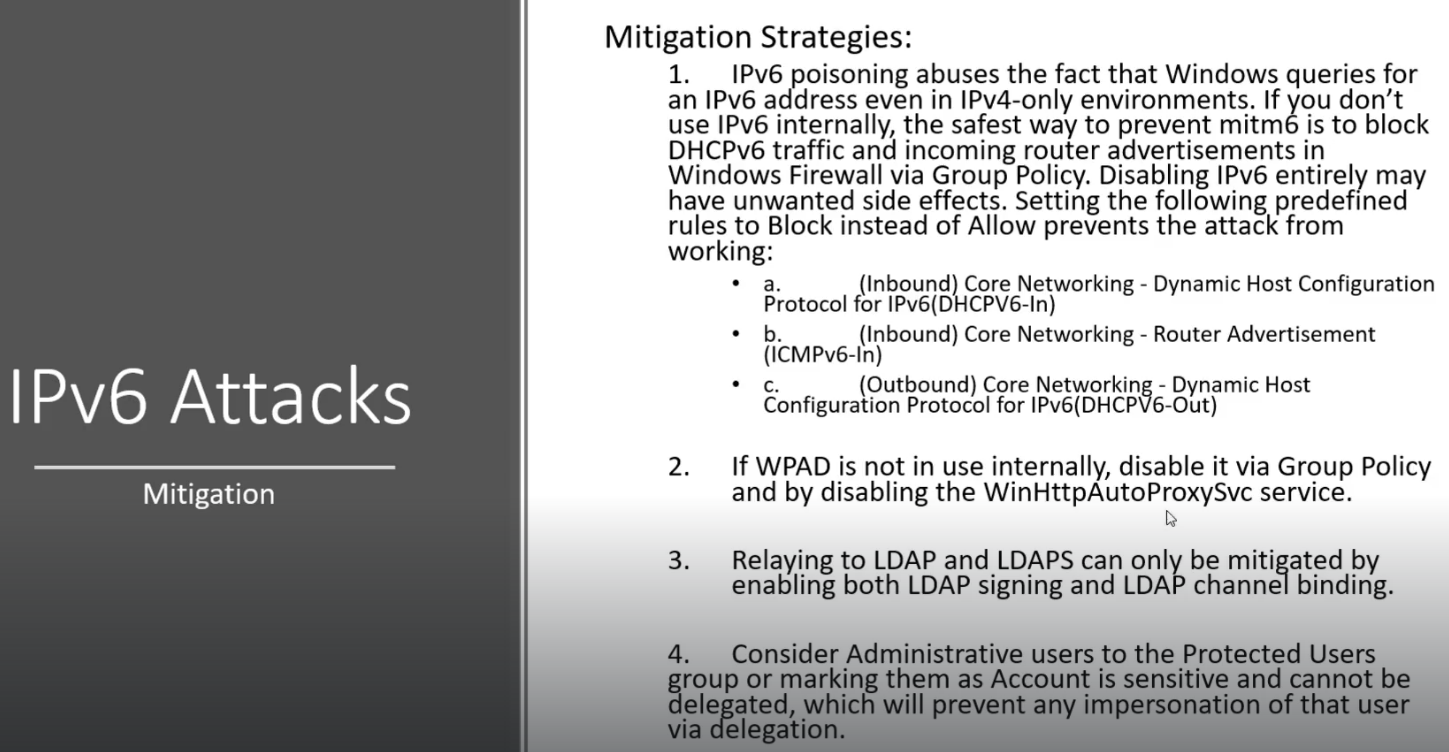 IPv6 Attacks
Mitigation
Mitigation Strategies:
1. IPv6 poisoning abuses the fact that Windows queries for
an IPv6 address even in IPv4-only environments. If you don’t
use IPv6 internally, the safest way to prevent mitm6 is to block
DHCPv6 traffic and incoming router advertisements in
Windows Firewall via Group Policy. Disabling IPv6 entirely may
have unwanted side effects. Setting the following predefined
rules to Block instead of Allow prevents the attack from
working:
• a. (Inbound) Core Networking - Dynamic Host Configuration
Protocol for IPv6(DHCPV6-In)
• b. (Inbound) Core Networking - Router Advertisement
(ICMPv6-In)
• c. (Outbound) Core Networking - Dynamic Host
Configuration Protocol for IPv6(DHCPV6-Out)
2. If WPAD is not in use internally, disable it via Group Policy
and by disabling the WinHttpAutoProxySvc service.
3. Relaying to LDAP and LDAPS can only be mitigated by
enabling both LDAP signing and LDAP channel binding.
4. Consider Administrative users to the Protected Users
group or marking them as Account is sensitive and cannot be
delegated, which will prevent any impersonation of that user
via delegation.